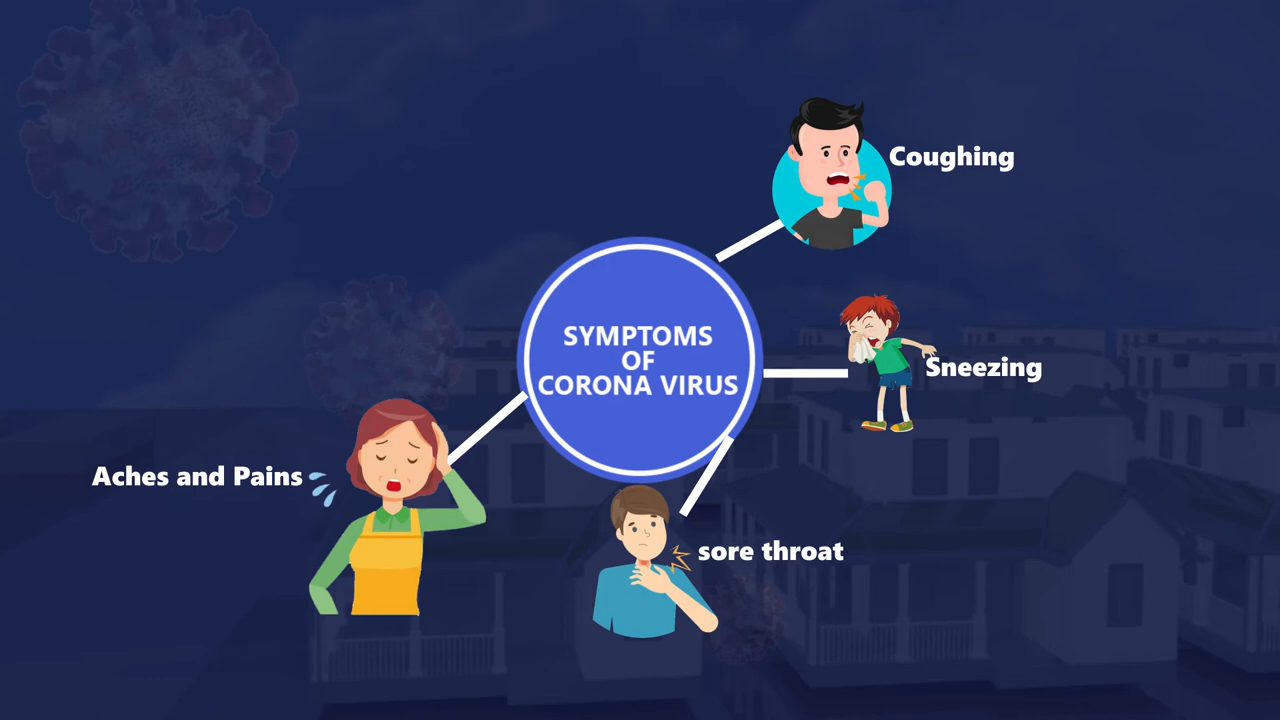 Coughing
SYMPTOMS
OF
CORONA VIRUS
Sneezing
Aches and Pains
sore throat